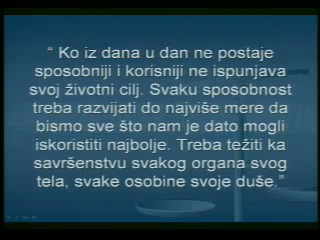 “ Ko iz dana u dan ne postaje
sposobniji i korisniji ne ispunjava
svoj životni cilj. Svaku sposobnost
treba razvijati do najviše mere da
bismo sve što nam je dato mogli
iskoristiti najbolje. Treba težiti ka
savršenstvu svakog organa svog
tela, svake osobine svoje duše.”